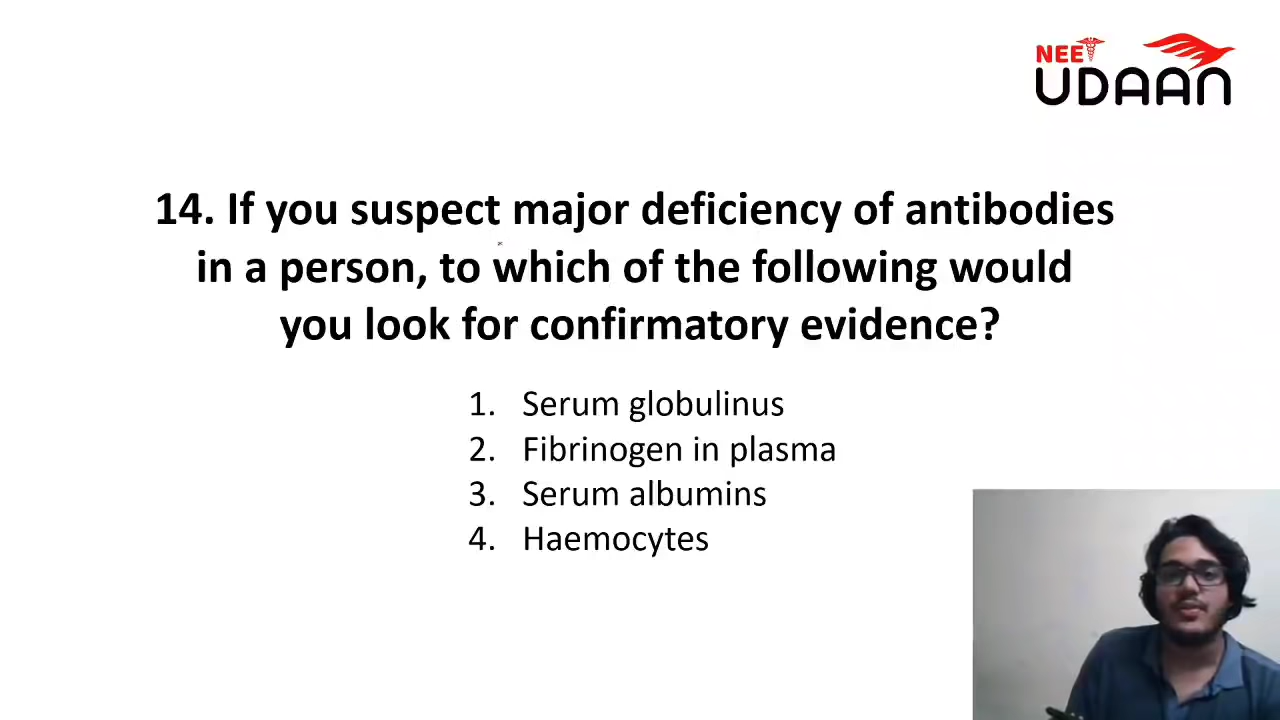 NEET
UDAAN
14. If you suspect major deficiency of antibodies
in a person, to which of the following would
you look for confirmatory evidence?
1. Serum globulinus
2. Fibrinogen in plasma
3. Serum albumins
4. Haemocytes